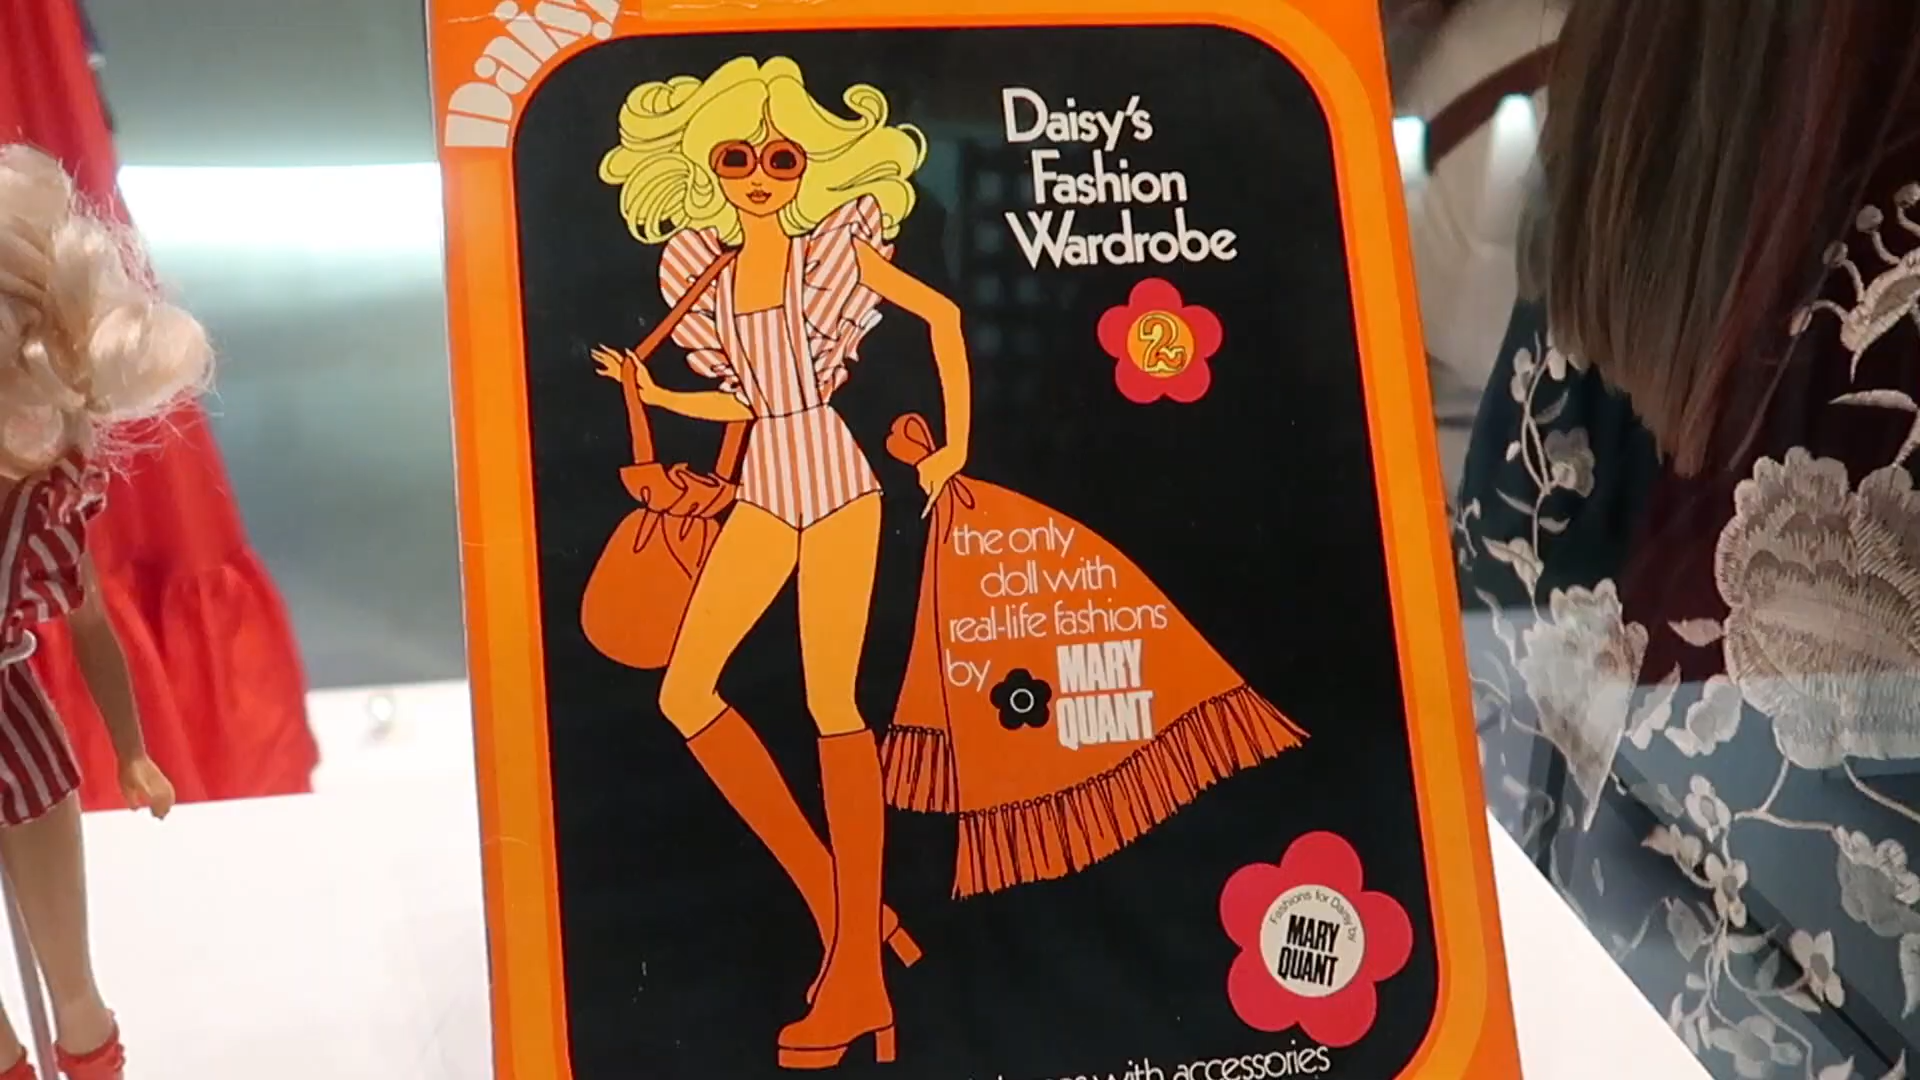 Daisy
Daisy's
Fashion
Wardrobe
2
the only
doll with
real-life fashions
by MARY
QUANT
Fashions for Daisy by
MARY
QUANT
with accessories